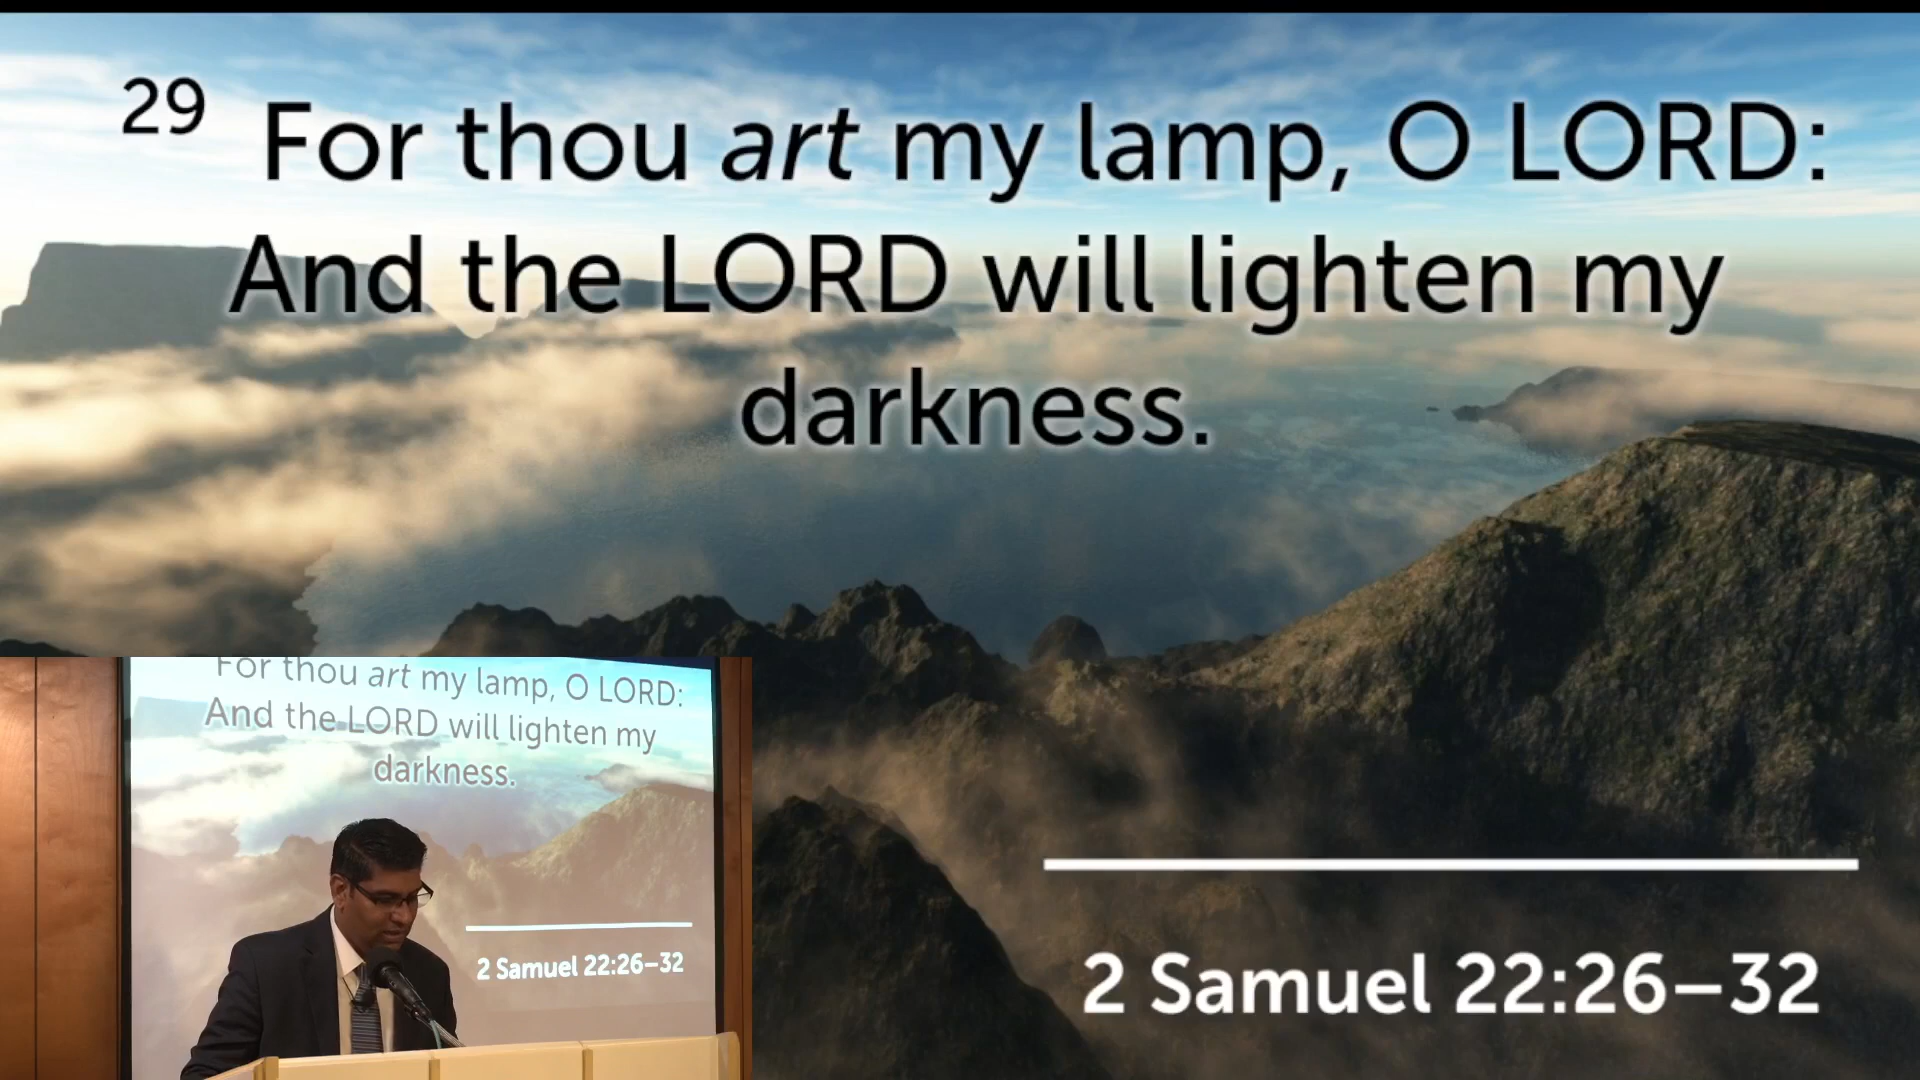 29 For thou art my lamp, O LORD:
And the LORD will lighten my
darkness.
2 Samuel 22:26–32
For thou art my lamp, O LORD:
And the LORD will lighten my
darkness.
2 Samuel 22:26–32